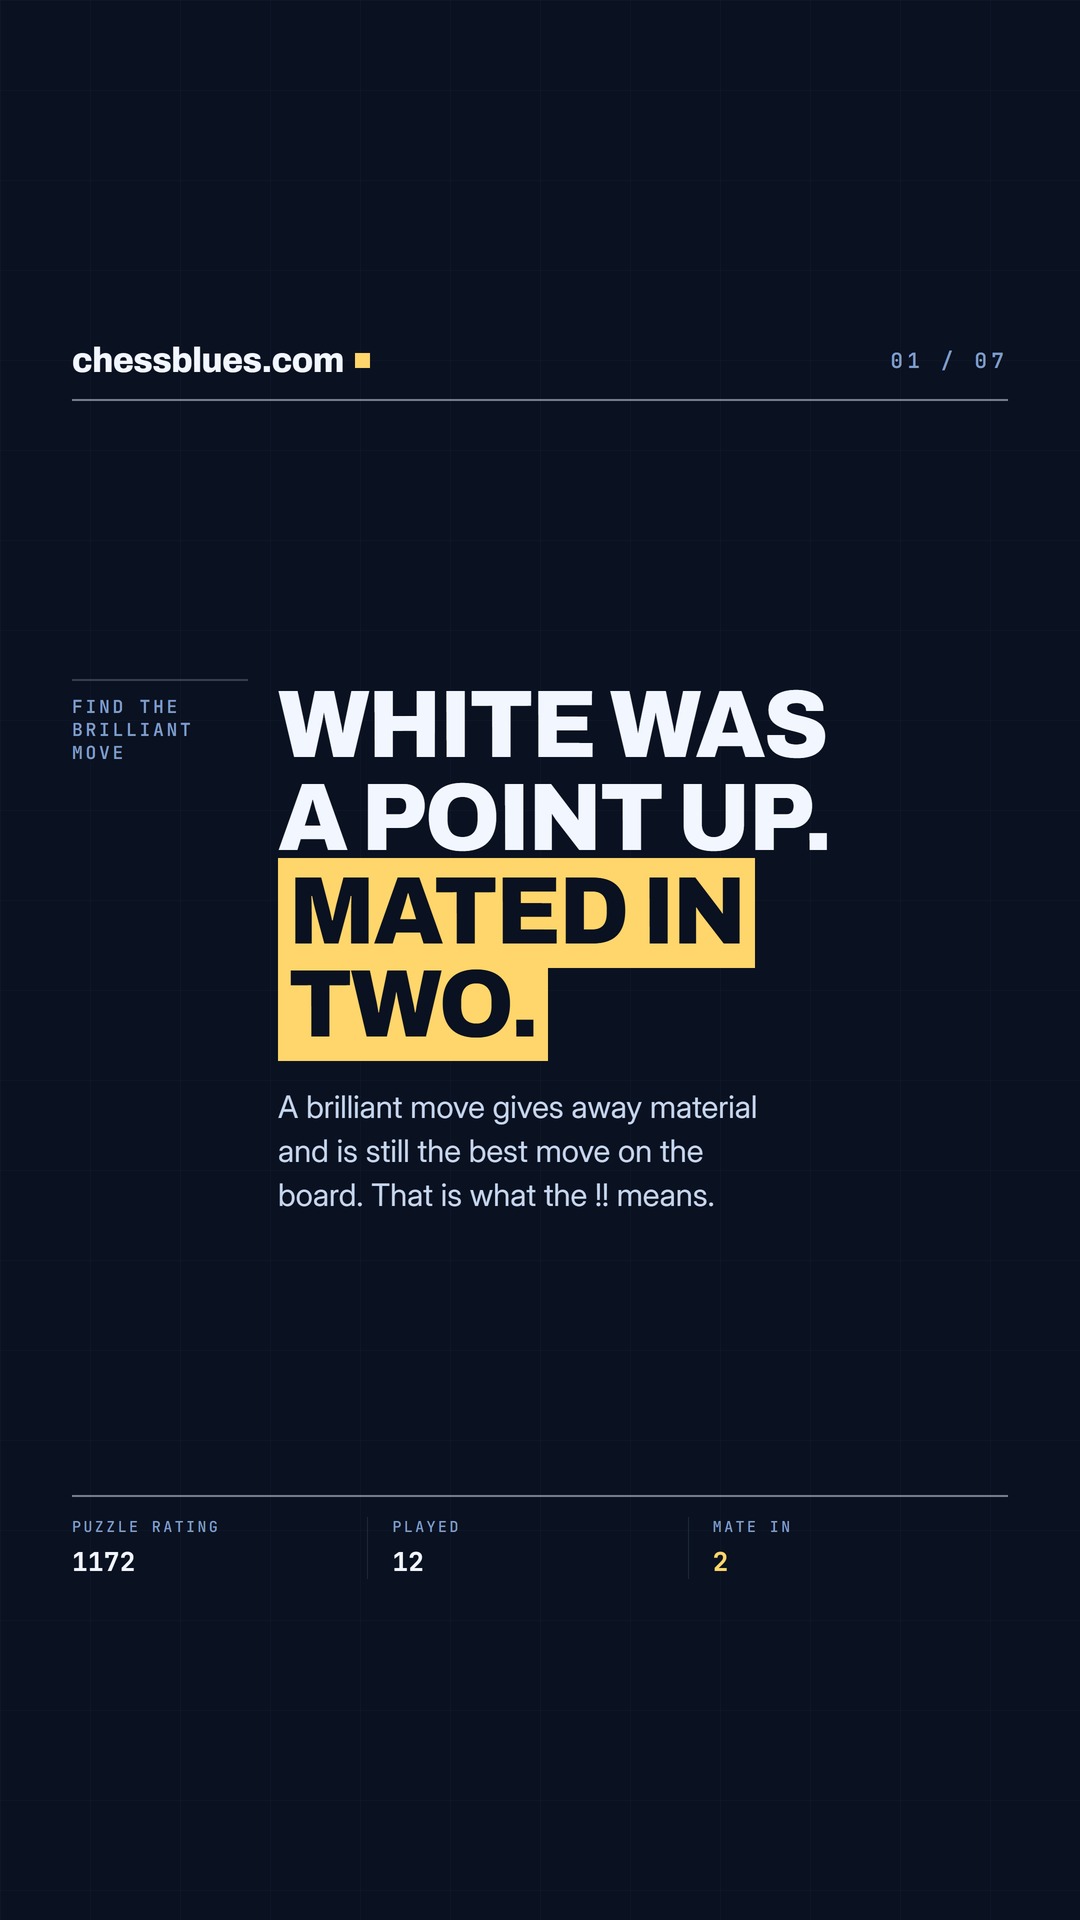 chessblues.com
01 / 07
FIND THE
BRILLIANT
MOVE
WHITE WAS
A POINT UP.
MATED IN
TWO.
A brilliant move gives away material
and is still the best move on the
board. That is what the !! means.
PUZZLE RATING
1172
PLAYED
12
MATE IN
2